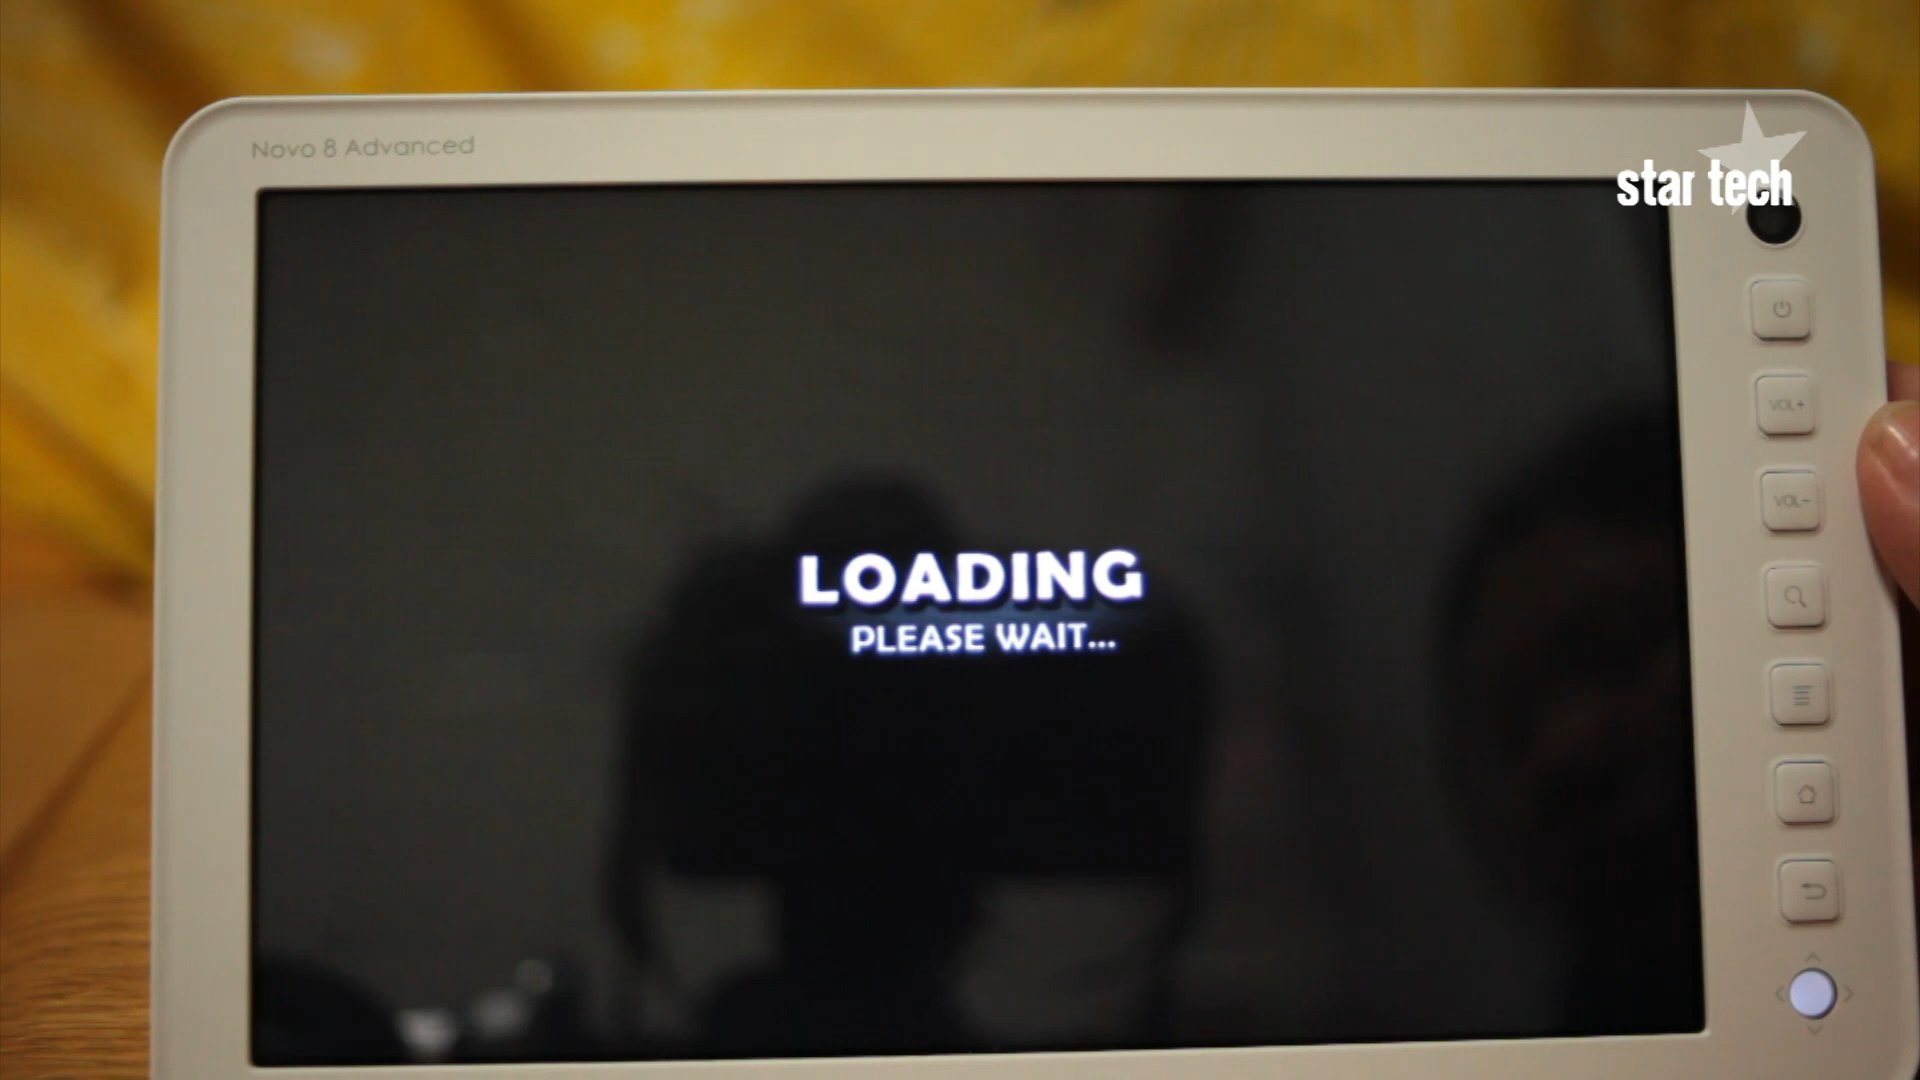 Novo 8 Advanced
star tech
VOL+
VOL-
LOADING
PLEASE WAIT...